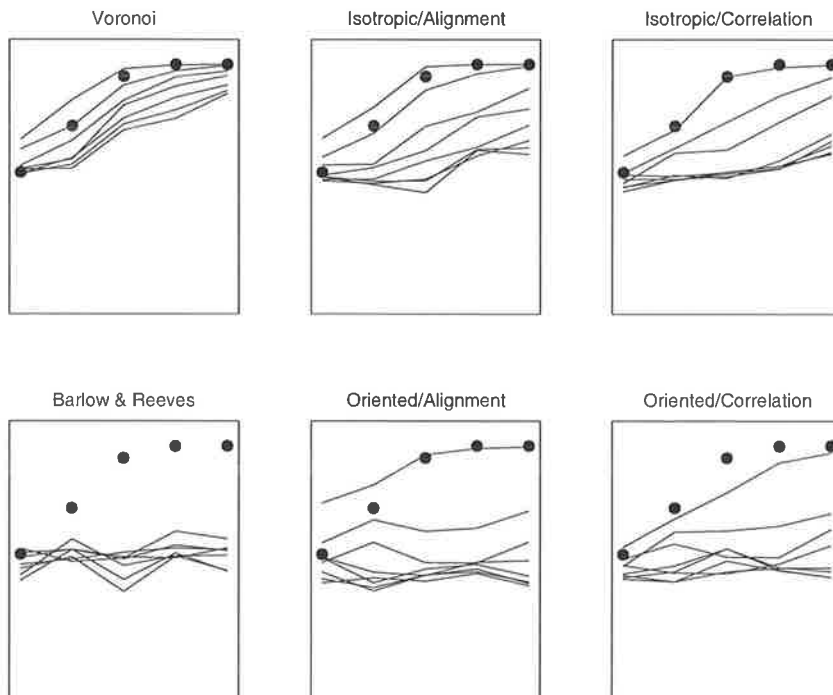 Voronoi
Isotropic/Alignment
Isotropic/Correlation
Barlow & Reeves
Oriented/Alignment
Oriented/Correlation